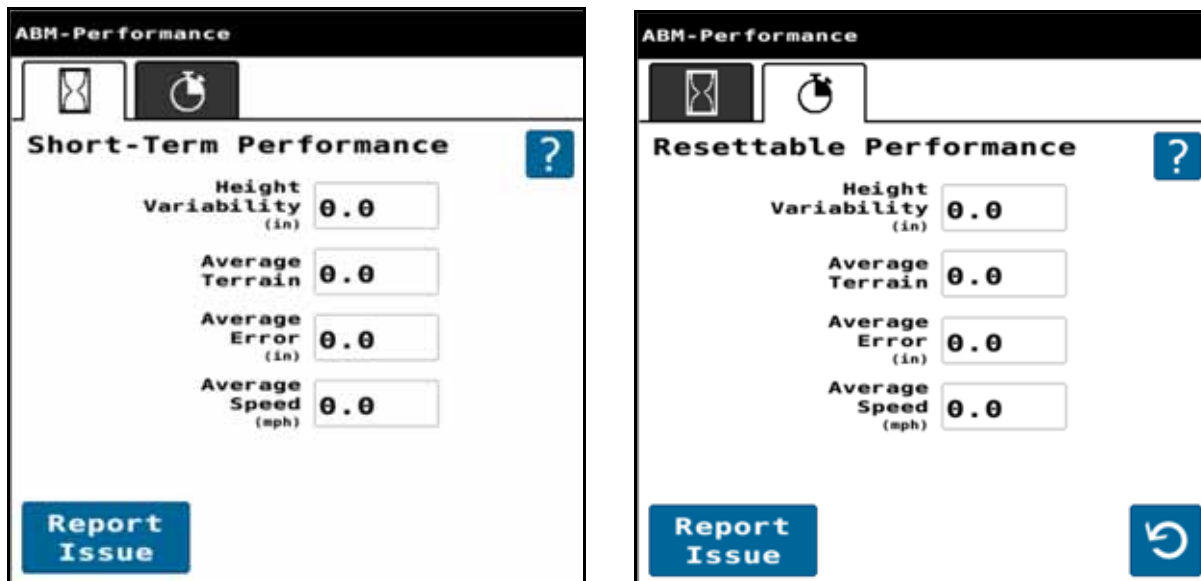 ABM-Performance
Short-Term Performance
?
Height
Variability
(in)
0.0
Average
Terrain
0.0
Average
Error
(in)
0.0
Average
Speed
(mph)
0.0
Report
Issue
ABM-Performance
Resettable Performance
?
Height
Variability
(in)
0.0
Average
Terrain
0.0
Average
Error
(in)
0.0
Average
Speed
(mph)
0.0
Report
Issue